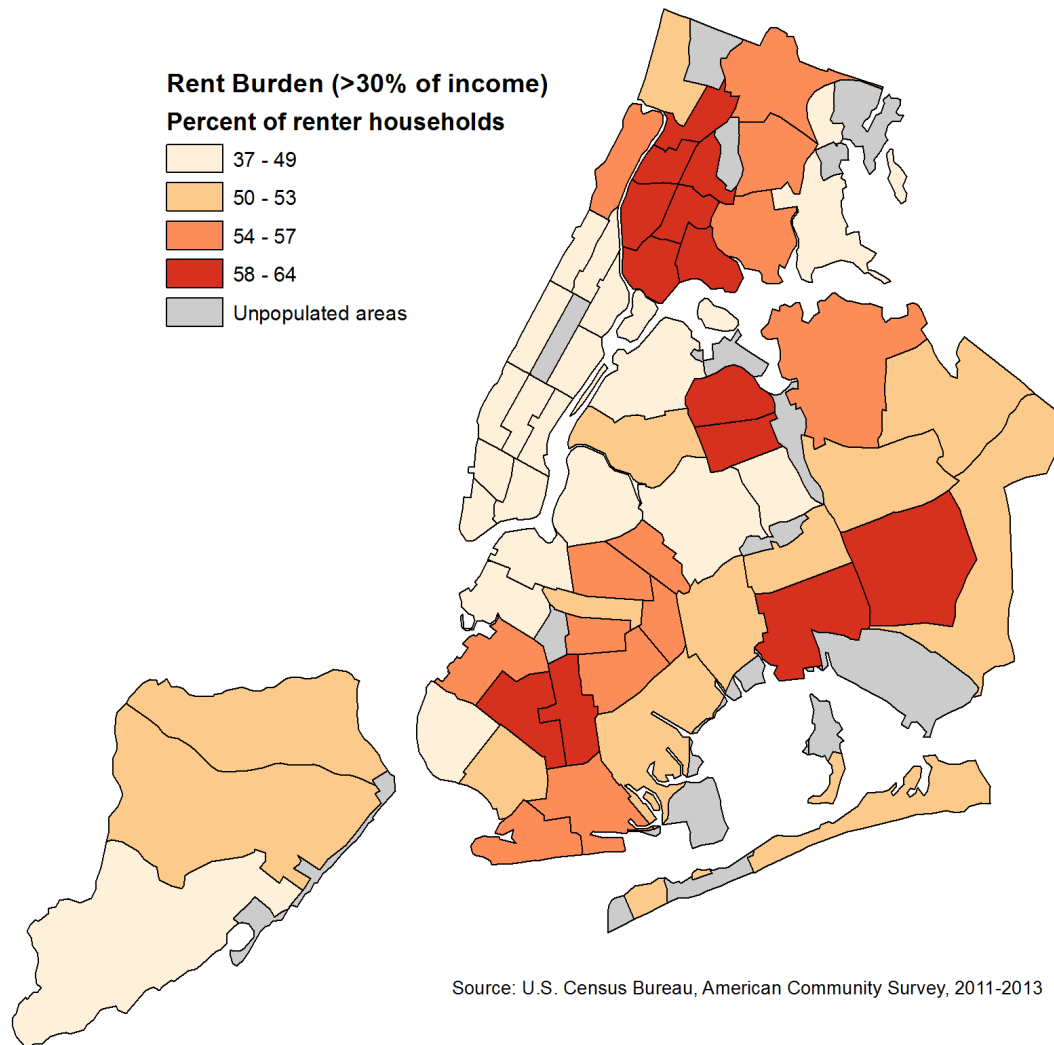 Rent Burden (>30% of income)
Percent of renter households
37 - 49
50 - 53
54 - 57
58 - 64
Unpopulated areas
Source: U.S. Census Bureau, American Community Survey, 2011-2013